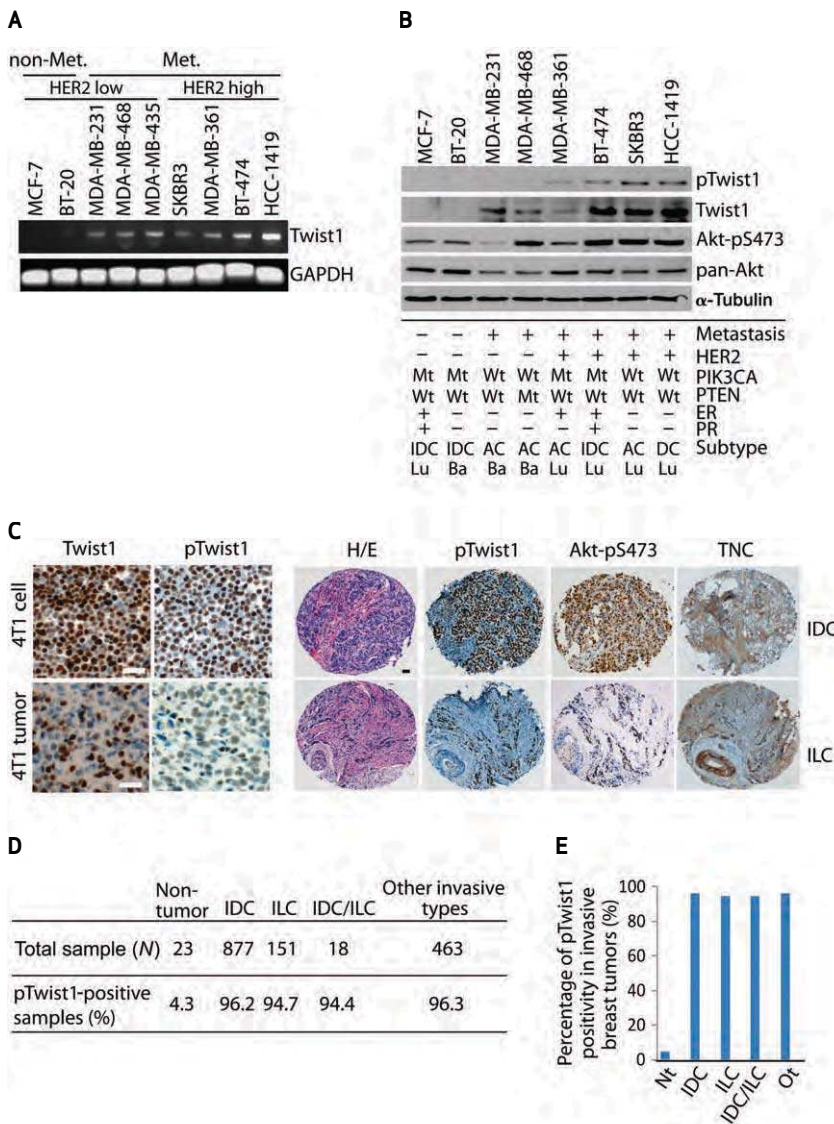 A
non-Met. Met.
HER2 low HER2 high
MCF-7
BT-20
MDA-MB-231
MDA-MB-468
MDA-MB-435
SKBR3
MDA-MB-361
BT-474
HCC-1419
Twist1
GAPDH
B
MCF-7
BT-20
MDA-MB-231
MDA-MB-468
MDA-MB-361
BT-474
SKBR3
HCC-1419
pTwist1
Twist1
Akt-pS473
pan-Akt
α-Tubulin
– – + + + + + + Metastasis
– – – – + + + + HER2
Mt Mt Wt Wt Mt Mt Wt Wt PIK3CA
Wt Wt Wt Mt Wt Wt Wt Wt PTEN
+ – – – + + – – ER
+ – – – – + – – PR
IDC IDC AC AC AC IDC AC DC Subtype
Lu Ba Ba Ba Lu Lu Lu Lu
C
Twist1 pTwist1 H/E pTwist1 Akt-pS473 TNC
4T1 cell
IDC
4T1 tumor
ILC
D
Non-tumor IDC ILC IDC/ILC Other invasive types
Total sample (N) 23 877 151 18 463
pTwist1-positive samples (%) 4.3 96.2 94.7 94.4 96.3
E
Percentage of pTwist1
positivity in invasive
breast tumors (%)
100
80
60
40
20
0
Nt
IDC
ILC
IDC/ILC
Ot